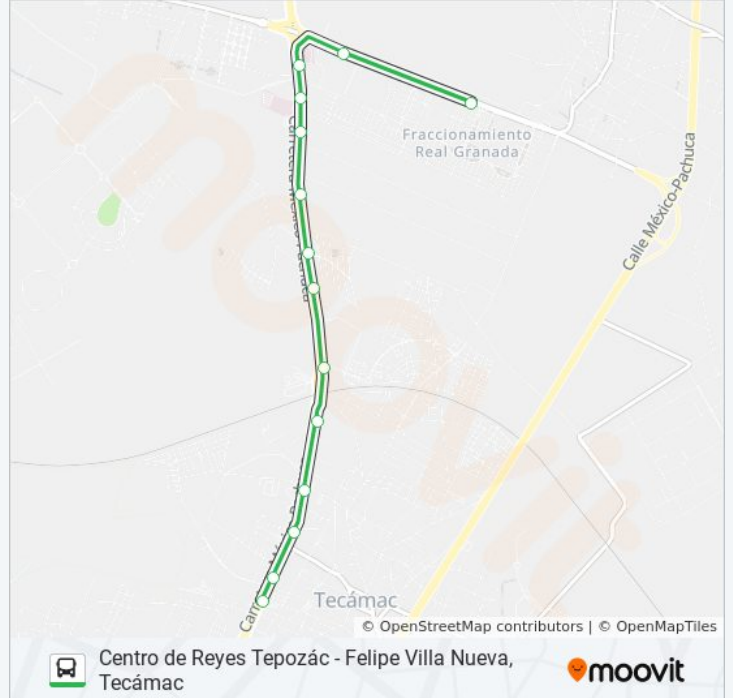 Fraccionamiento
Real Granada
Calle México-Pachuca
Tecámac
© OpenStreetMap contributors | © OpenMapTiles
Centro de Reyes Tepozác - Felipe Villa Nueva,
Tecámac
moovit
moovit